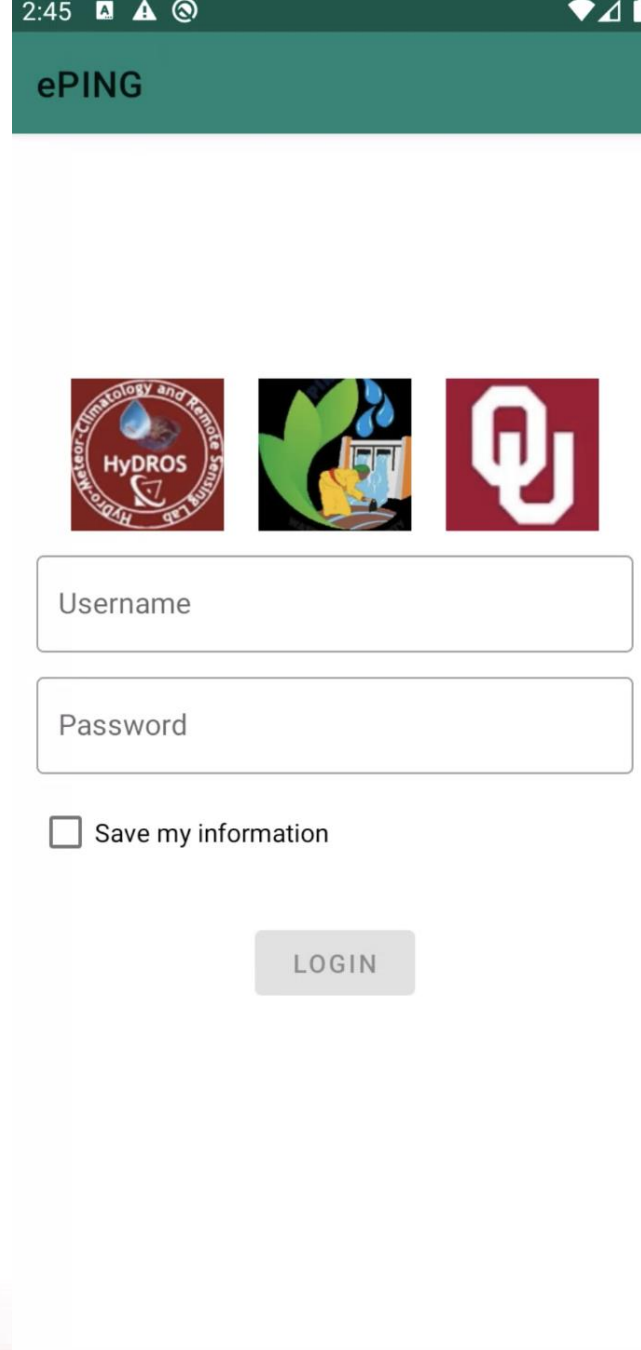 2:45
ePING
Hydro-Meteor-Climatology and Remote Sensing Lab
HyDROS
OU
Username
Password
Save my information
LOGIN